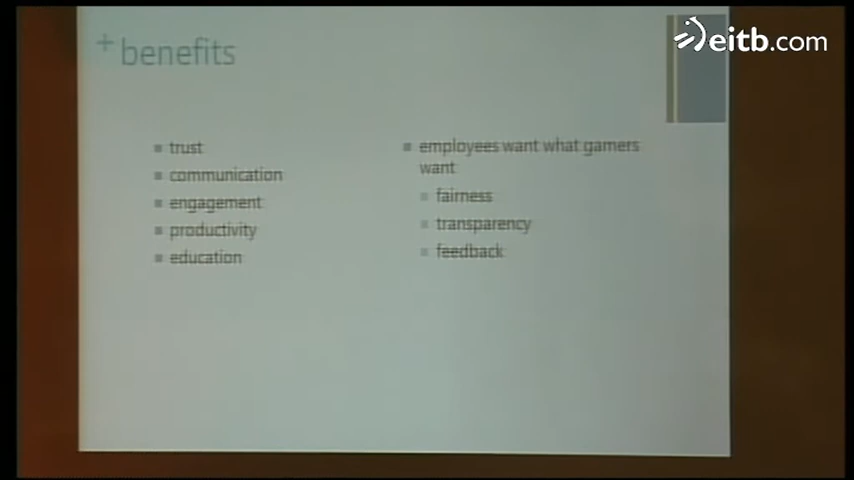 eitb.com
+ benefits
trust
communication
engagement
productivity
education
employees want what gamers
want
fairness
transparency
feedback